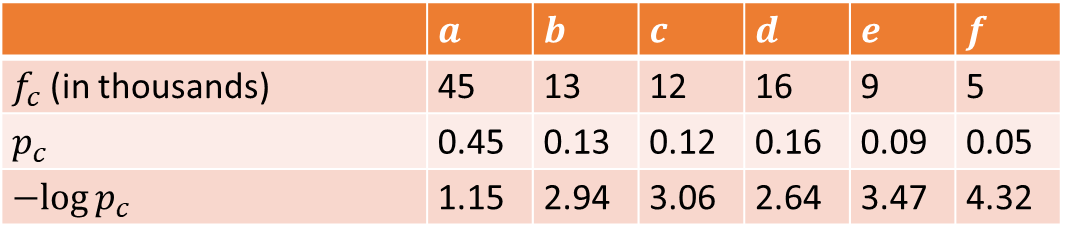 a b c d e f
f_c (in thousands) 45 13 12 16 9 5
p_c 0.45 0.13 0.12 0.16 0.09 0.05
−log p_c 1.15 2.94 3.06 2.64 3.47 4.32